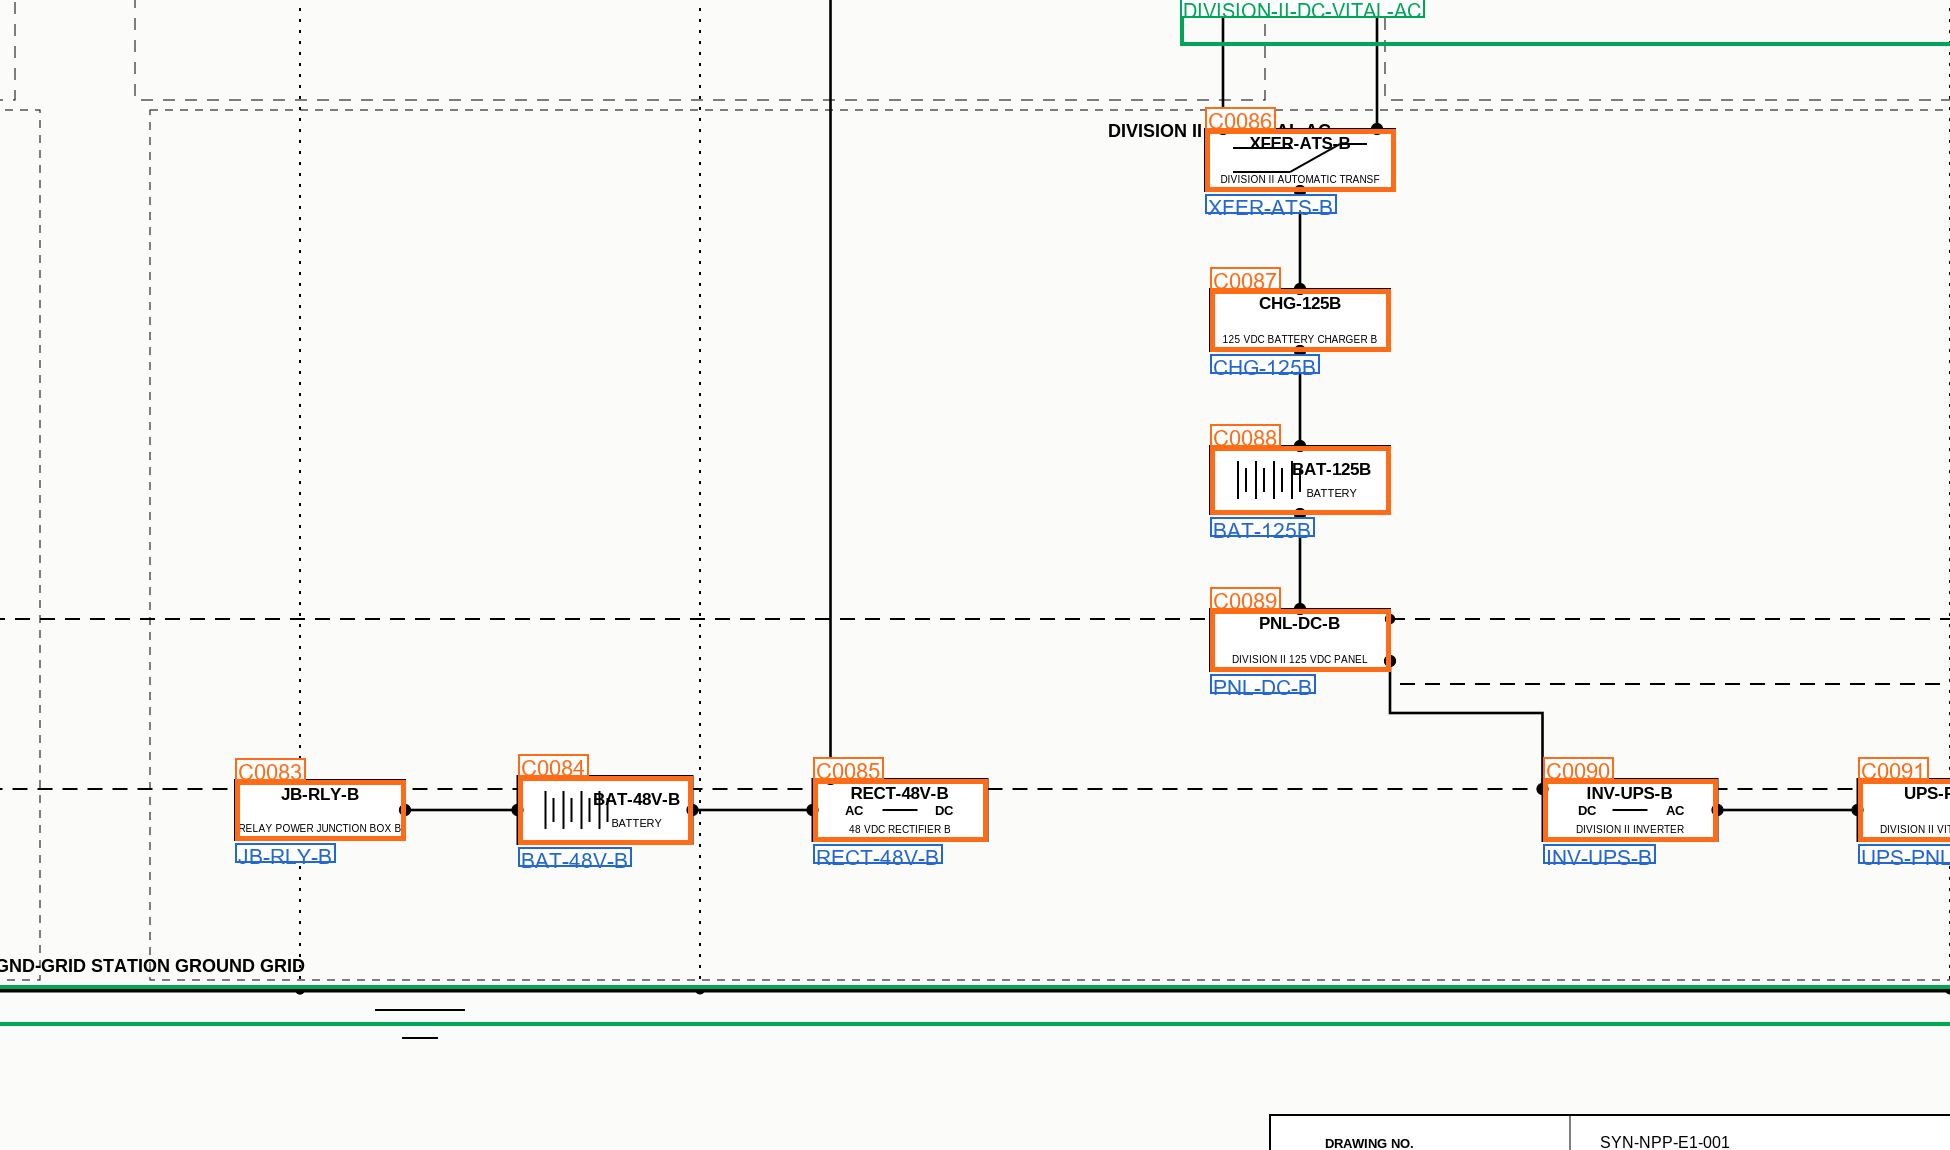 DIVISION-II-DC-VITAL-AC
C0086
DIVISION II
XFER-ATS-B
DIVISION II AUTOMATIC TRANSF
XFER-ATS-B
C0087
CHG-125B
125 VDC BATTERY CHARGER B
CHG-125B
C0088
BAT-125B
BATTERY
BAT-125B
C0089
PNL-DC-B
DIVISION II 125 VDC PANEL
PNL-DC-B
C0083
JB-RLY-B
RELAY POWER JUNCTION BOX B
JB-RLY-B
C0084
BAT-48V-B
BATTERY
BAT-48V-B
C0085
RECT-48V-B
AC DC
48 VDC RECTIFIER B
RECT-48V-B
C0090
INV-UPS-B
DC AC
DIVISION II INVERTER
INV-UPS-B
C0091
UPS-P
DIVISION II VIT
UPS-PNL
GND-GRID STATION GROUND GRID
DRAWING NO. SYN-NPP-E1-001